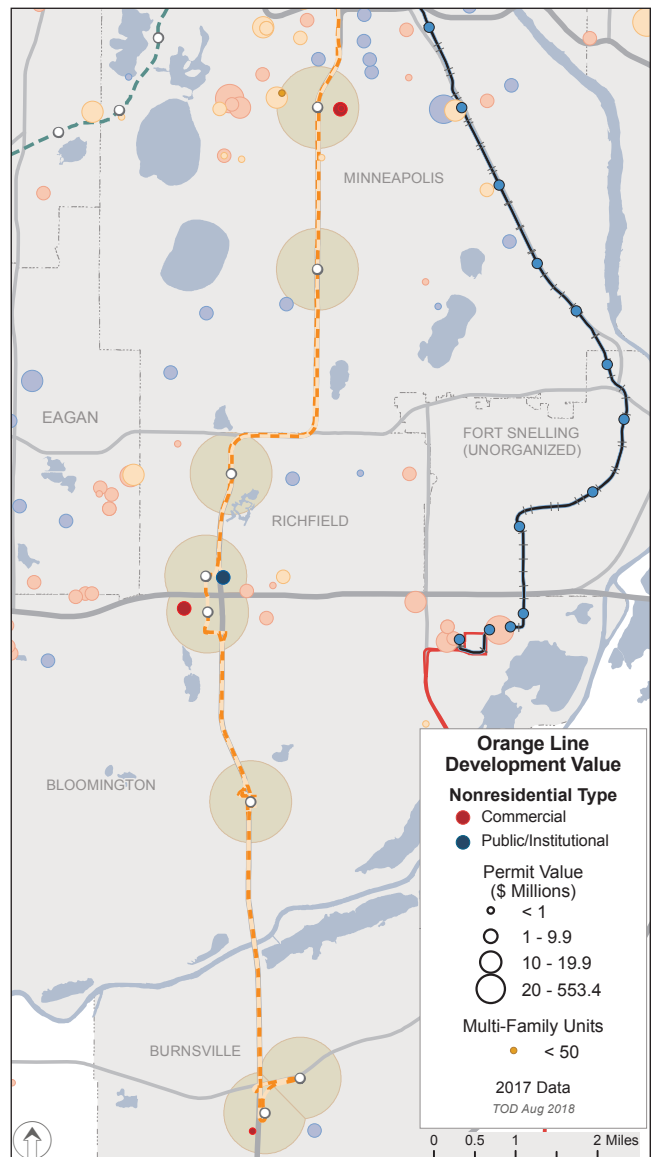 MINNEAPOLIS
EAGAN
FORT SNELLING
(UNORGANIZED)
RICHFIELD
BLOOMINGTON
BURNSVILLE
Orange Line
Development Value
Nonresidential Type
Commercial
Public/Institutional
Permit Value
($ Millions)
< 1
1 - 9.9
10 - 19.9
20 - 553.4
Multi-Family Units
< 50
2017 Data
TOD Aug 2018
0 0.5 1 2 Miles